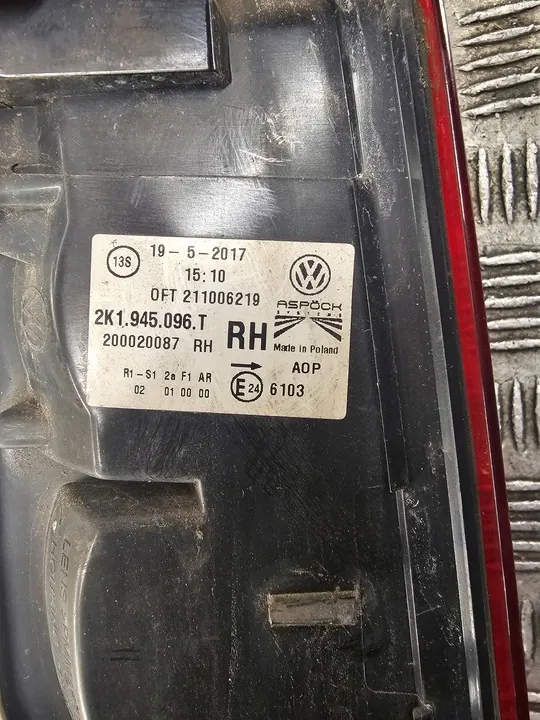 13S
19-5-2017
15:10
OFT 211006219
2K1.945.096.T
200020087 RH
RH
ASPÖCK
SYSTEMS
Made in Poland
AOP
R1-S1 2a F1 AR
02 01 00 00
E24 6103